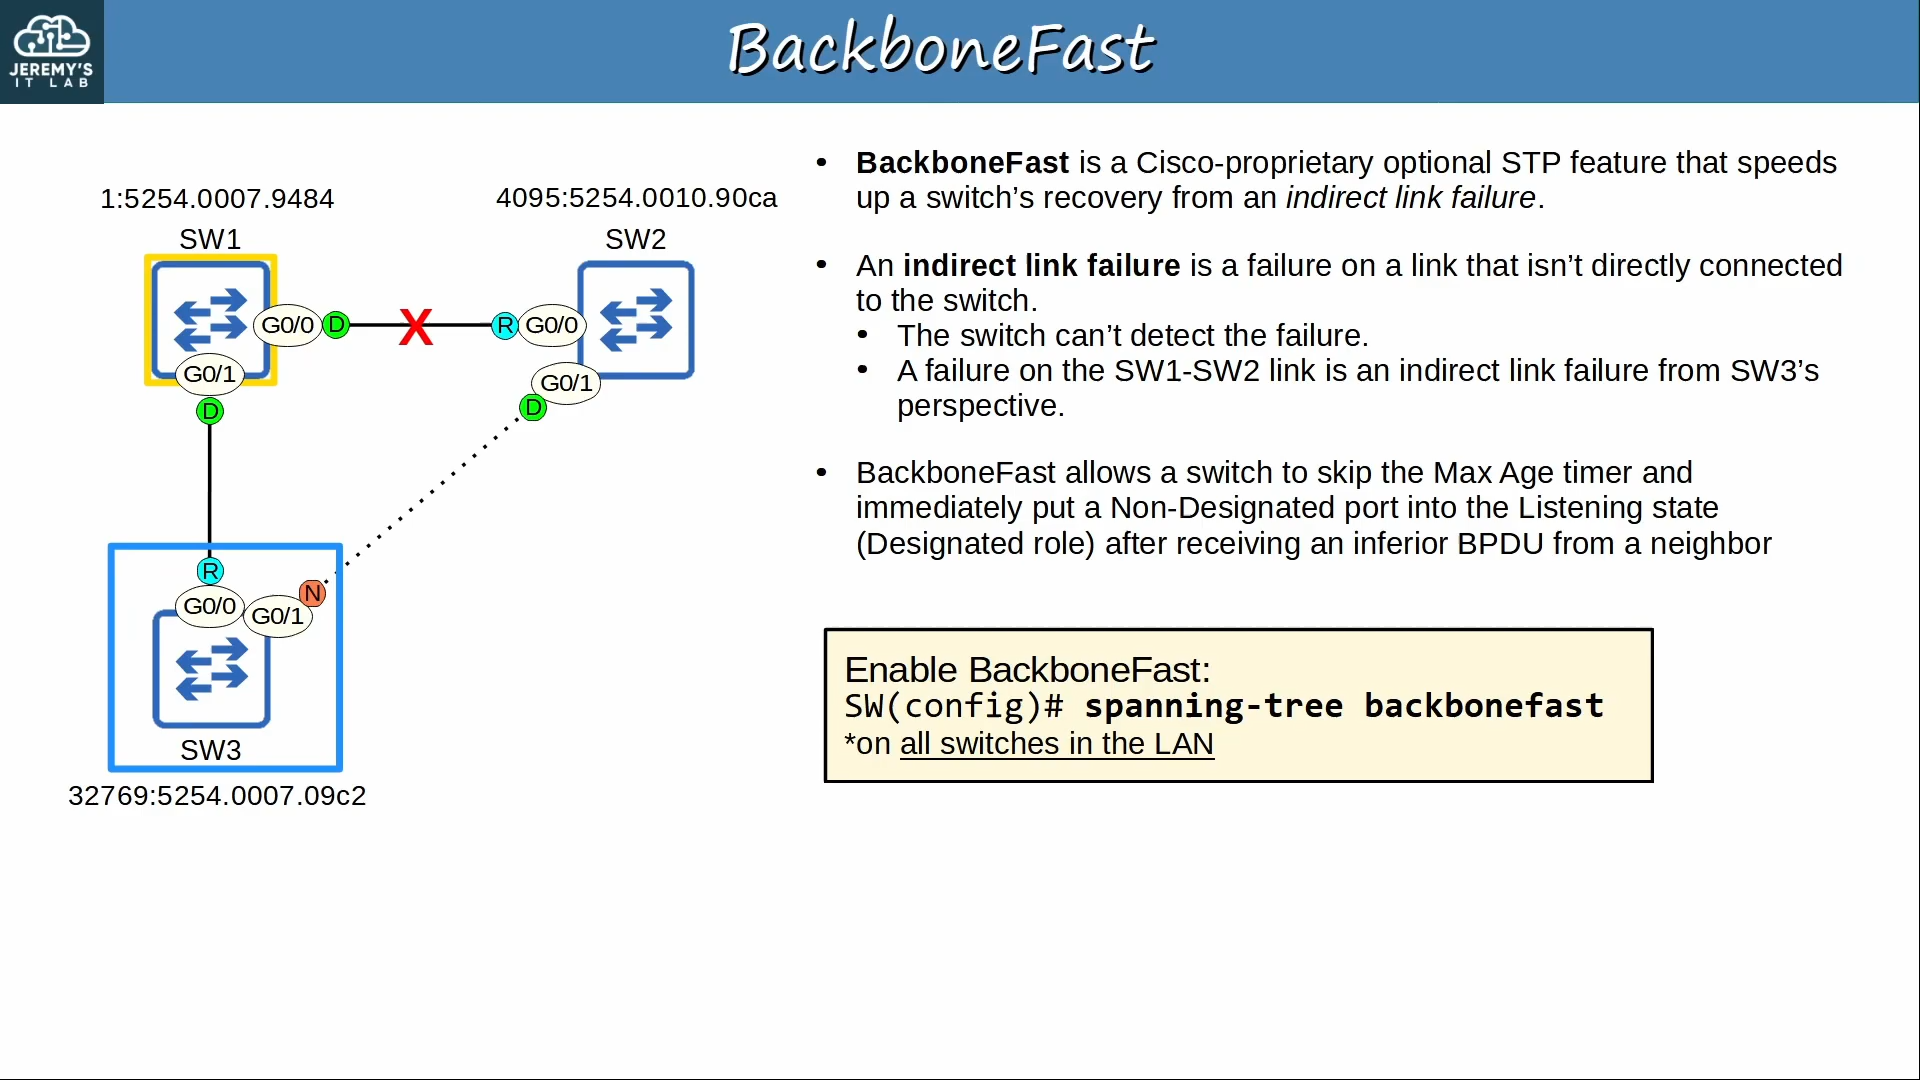 JEREMY'S
IT LAB
BackboneFast
1:5254.0007.9484
4095:5254.0010.90ca
SW1
SW2
G0/0
D
X
R
G0/0
G0/1
D
G0/1
D
R
G0/0
G0/1
N
SW3
32769:5254.0007.09c2
• BackboneFast is a Cisco-proprietary optional STP feature that speeds
up a switch’s recovery from an indirect link failure.
• An indirect link failure is a failure on a link that isn’t directly connected
to the switch.
• The switch can’t detect the failure.
• A failure on the SW1-SW2 link is an indirect link failure from SW3’s
perspective.
• BackboneFast allows a switch to skip the Max Age timer and
immediately put a Non-Designated port into the Listening state
(Designated role) after receiving an inferior BPDU from a neighbor
Enable BackboneFast:
SW(config)# spanning-tree backbonefast
*on all switches in the LAN